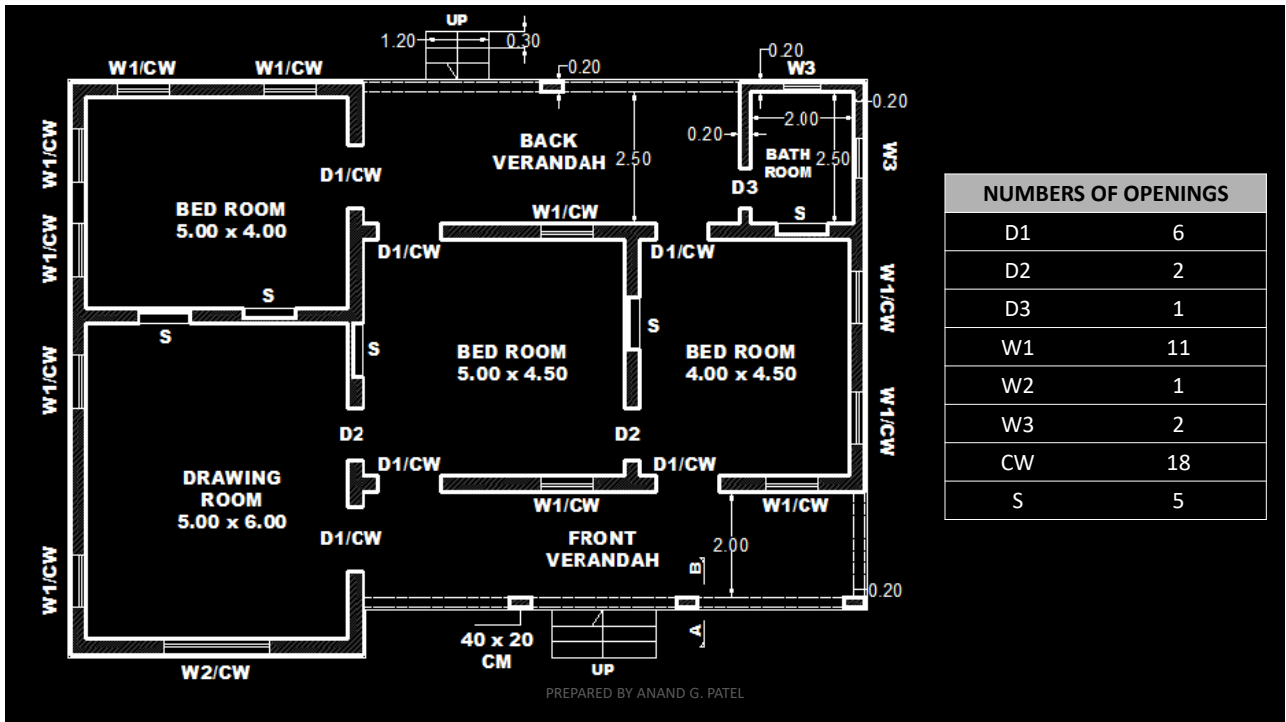 UP
1.20
0.30
W1/CW
W1/CW
0.20
0.20
W3
0.20
W1/CW
BACK
VERANDAH
2.50
0.20
2.00
BATH
ROOM
2.50
W3
D1/CW
D3
BED ROOM
5.00 x 4.00
W1/CW
S
W1/CW
D1/CW
D1/CW
S
S
W1/CW
S
S
BED ROOM
5.00 x 4.50
BED ROOM
4.00 x 4.50
W1/CW
W1/CW
D2
D2
D1/CW
D1/CW
DRAWING
ROOM
5.00 x 6.00
W1/CW
W1/CW
D1/CW
FRONT
VERANDAH
2.00
B
W1/CW
0.20
40 x 20
CM
A
UP
W2/CW
PREPARED BY ANAND G. PATEL
NUMBERS OF OPENINGS
D1 6
D2 2
D3 1
W1 11
W2 1
W3 2
CW 18
S 5